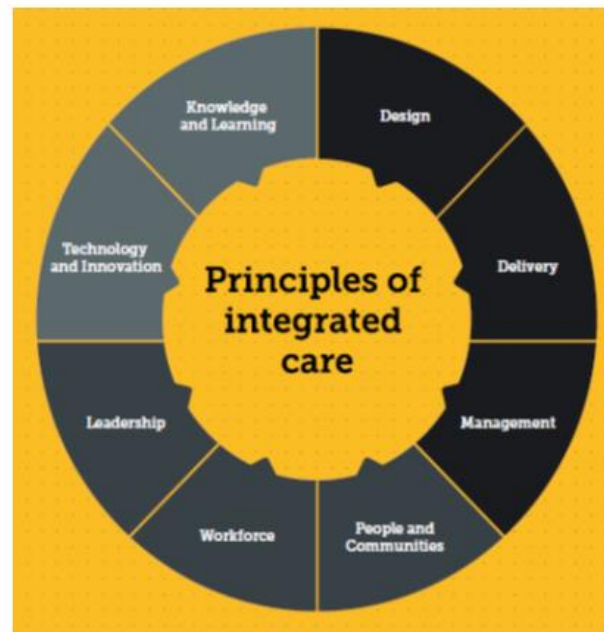 Principles of
integrated
care
Design
Delivery
Management
People and
Communities
Workforce
Leadership
Technology
and Innovation
Knowledge
and Learning